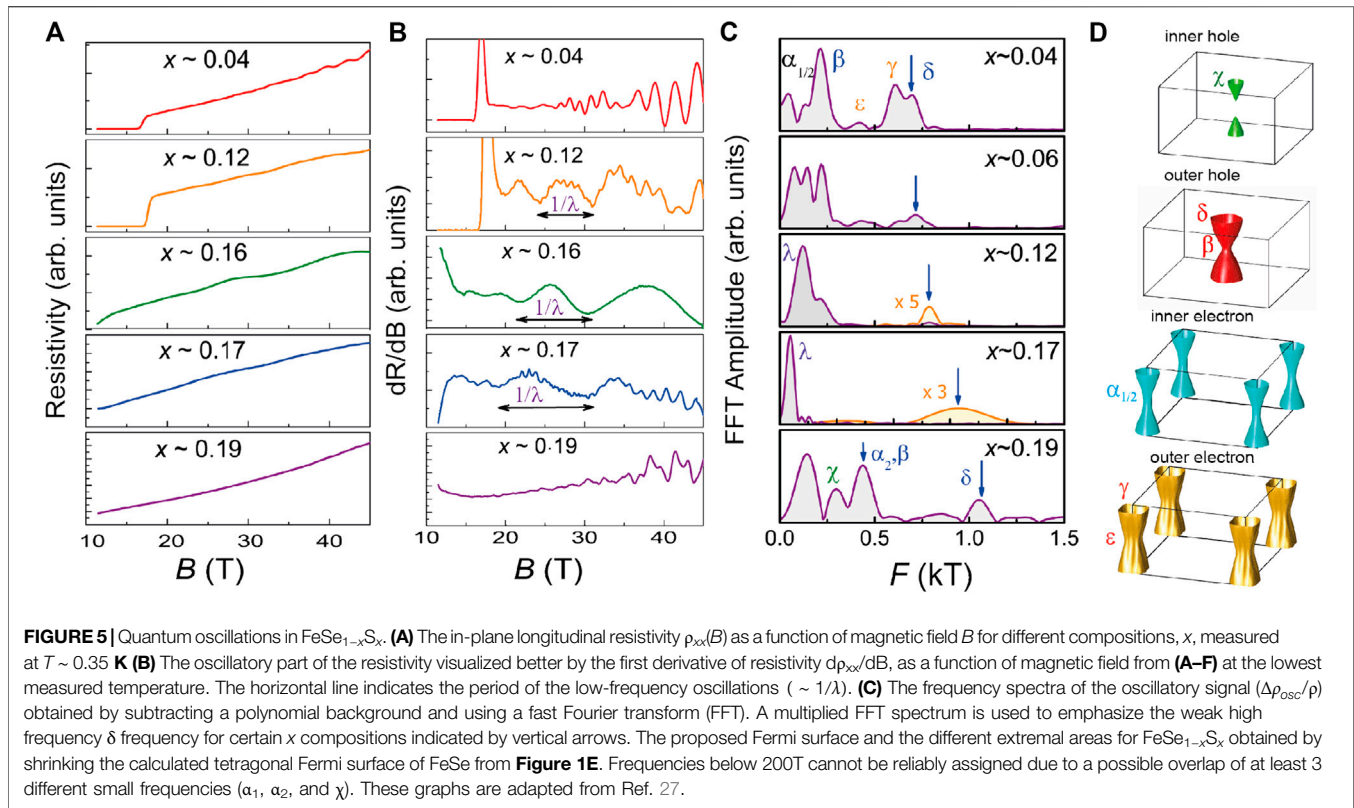 A
x ~ 0.04
x ~ 0.12
x ~ 0.16
x ~ 0.17
x ~ 0.19
Resistivity (arb. units)
10 20 30 40
B (T)
B
x ~ 0.04
x ~ 0.12
1/λ
x ~ 0.16
1/λ
x ~ 0.17
1/λ
x ~ 0·19
dR/dB (arb. units)
10 20 30 40
B (T)
C
α1/2 β ε γ δ x~0.04
x~0.06
λ x 5 x~0.12
λ x 3 x~0.17
χ α2,β δ x~0.19
FFT Amplitude (arb. units)
0.0 0.5 1.0 1.5
F (kT)
D
inner hole
χ
outer hole
δ
β
inner electron
α1/2
outer electron
γ
ε
FIGURE 5 | Quantum oscillations in FeSe1−xSx. (A) The in-plane longitudinal resistivity ρxx(B) as a function of magnetic field B for different compositions, x, measured
at T ~ 0.35 K (B) The oscillatory part of the resistivity visualized better by the first derivative of resistivity dρxx/dB, as a function of magnetic field from (A–F) at the lowest
measured temperature. The horizontal line indicates the period of the low-frequency oscillations ( ~ 1/λ). (C) The frequency spectra of the oscillatory signal (Δρosc/ρ)
obtained by subtracting a polynomial background and using a fast Fourier transform (FFT). A multiplied FFT spectrum is used to emphasize the weak high
frequency δ frequency for certain x compositions indicated by vertical arrows. The proposed Fermi surface and the different extremal areas for FeSe1−xSx obtained by
shrinking the calculated tetragonal Fermi surface of FeSe from Figure 1E. Frequencies below 200T cannot be reliably assigned due to a possible overlap of at least 3
different small frequencies (α1, α2, and χ). These graphs are adapted from Ref. 27.